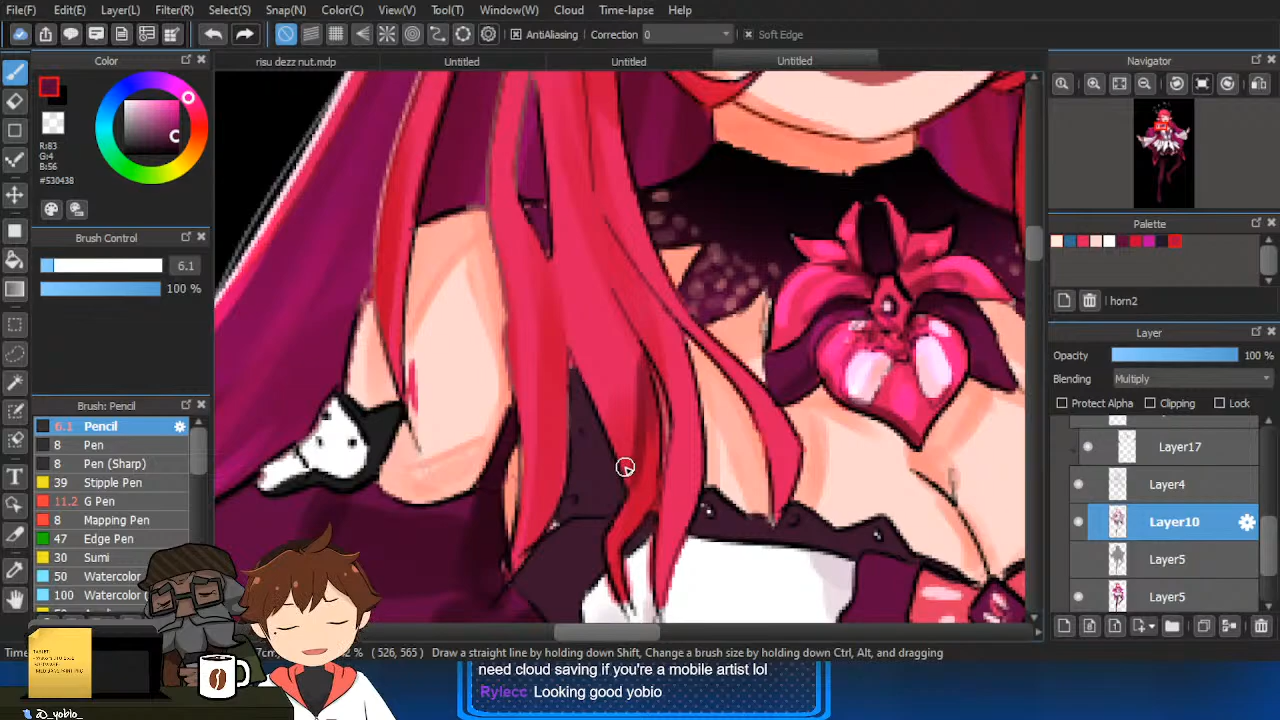 File(F) Edit(E) Layer(L) Filter(R) Select(S) Snap(N) Color(C) View(V) Tool(T) Window(W) Cloud Time-lapse Help
AntiAliasing Correction 0 Soft Edge
Color
risu dezz nut.mdp Untitled Untitled Untitled
R:83
G:4
B:56
#530438
Brush Control
6.1
100 %
Brush: Pencil
6.1 Pencil
8 Pen
8 Pen (Sharp)
39 Stipple Pen
11.2 G Pen
8 Mapping Pen
47 Edge Pen
30 Sumi
50 Watercolor
100 Watercolor
Navigator
Palette
horn2
Layer
Opacity 100 %
Blending Multiply
Protect Alpha Clipping Lock
Layer17
Layer4
Layer10
Layer5
Layer5
(528, 565) Draw a straight line by holding down Shift, Change a brush size by holding down Ctrl, Alt, and dragging
need cloud saving if you're a mobile artist lol
Rylecc Looking good yobio